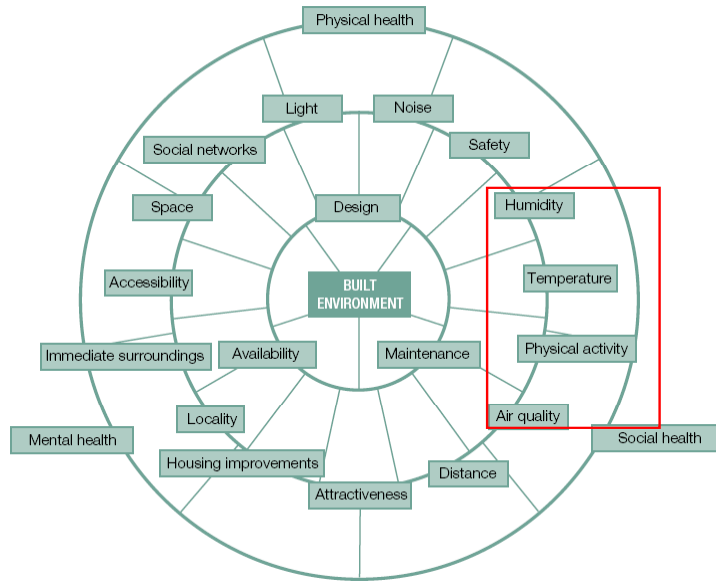 Physical health
Light
Noise
Social networks
Safety
Space
Design
Humidity
Accessibility
BUILT
ENVIRONMENT
Temperature
Immediate surroundings
Availability
Maintenance
Physical activity
Locality
Air quality
Mental health
Social health
Housing improvements
Distance
Attractiveness